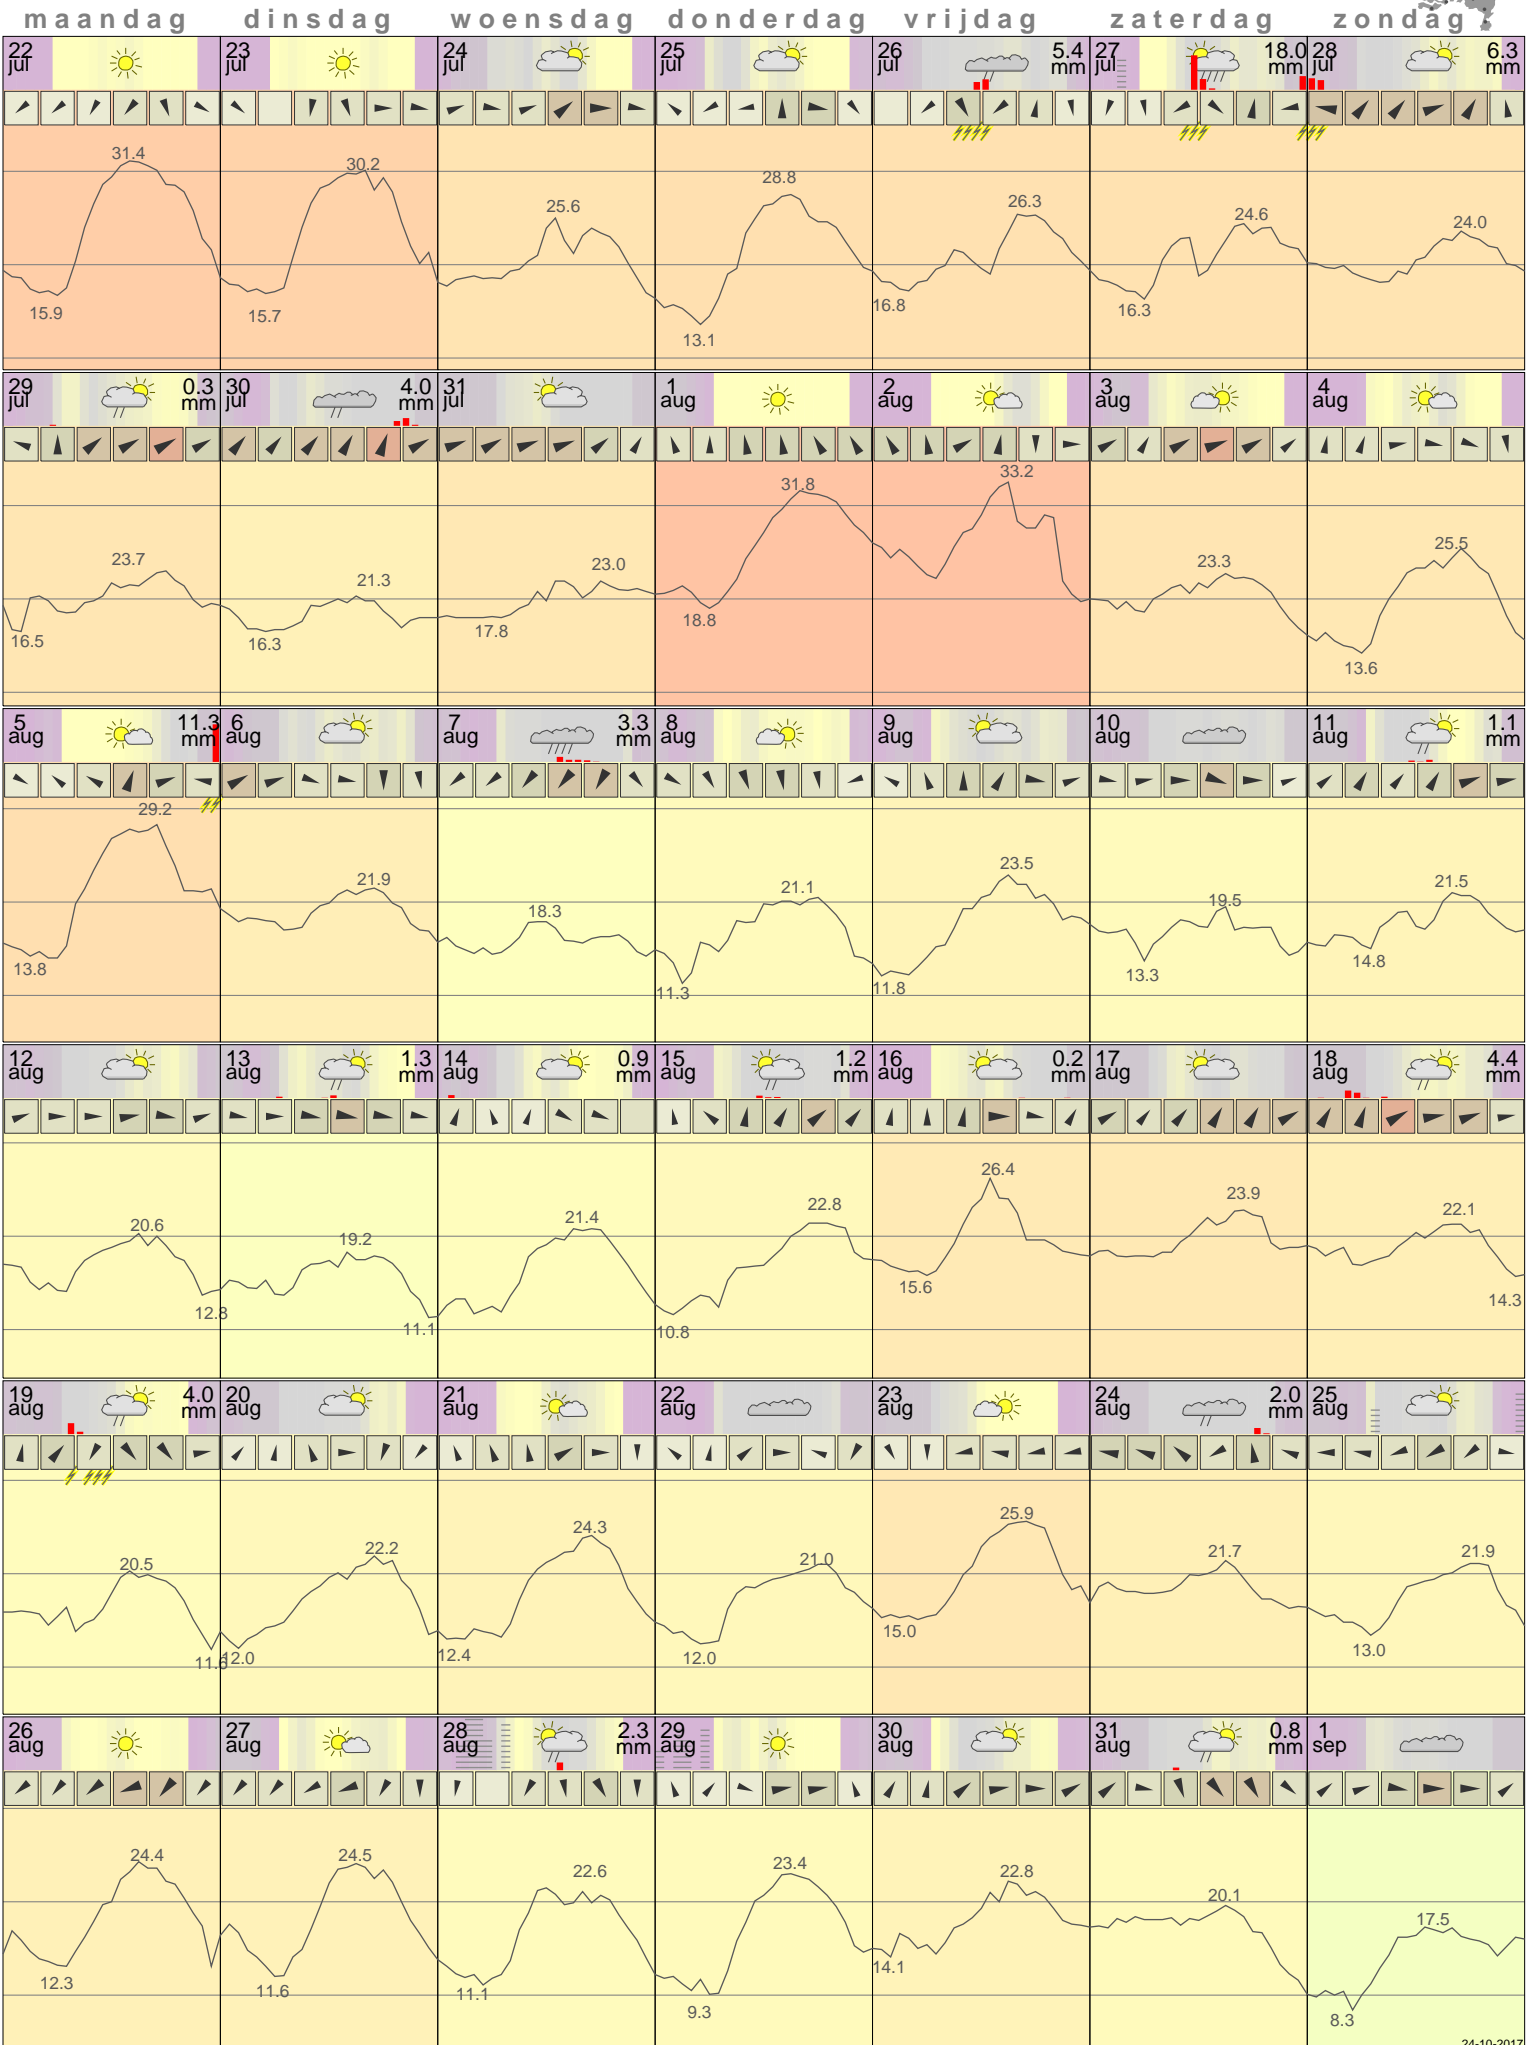 maandag dinsdag woensdag donderdag vrijdag zaterdag zondag
22 23 24 25 26 5.4 27 18.0 28 6.3
jul jul jul jul jul mm jul mm jul mm
31.4 30.2 25.6 28.8 26.3 24.6 24.0
15.9 15.7 13.1 16.8 16.3
29 0.3 30 4.0 31 1 2 3 4
jul mm jul mm jul aug aug aug aug
23.7 21.3 23.0 31.8 33.2 23.3 25.5
16.5 16.3 17.8 18.8 13.6
5 11.3 6 7 3.3 8 9 10 11 1.1
aug mm aug aug mm aug aug aug aug mm
29.2 21.9 18.3 21.1 23.5 19.5 21.5
13.8 11.3 11.8 13.3 14.8
12 13 1.3 14 0.9 15 1.2 16 0.2 17 18 4.4
aug aug mm aug mm aug mm aug mm aug aug mm
20.6 19.2 21.4 22.8 26.4 23.9 22.1
12.8 11.1 10.8 15.6 14.3
19 4.0 20 21 22 23 24 2.0 25
aug mm aug aug aug aug aug mm aug
20.5 22.2 24.3 21.0 25.9 21.7 21.9
11.6 12.0 12.4 12.0 15.0 13.0
26 27 28 2.3 29 30 31 0.8 1
aug aug aug mm aug aug aug mm sep
24.4 24.5 22.6 23.4 22.8 20.1 17.5
12.3 11.6 11.1 9.3 14.1 8.3
24-10-2017